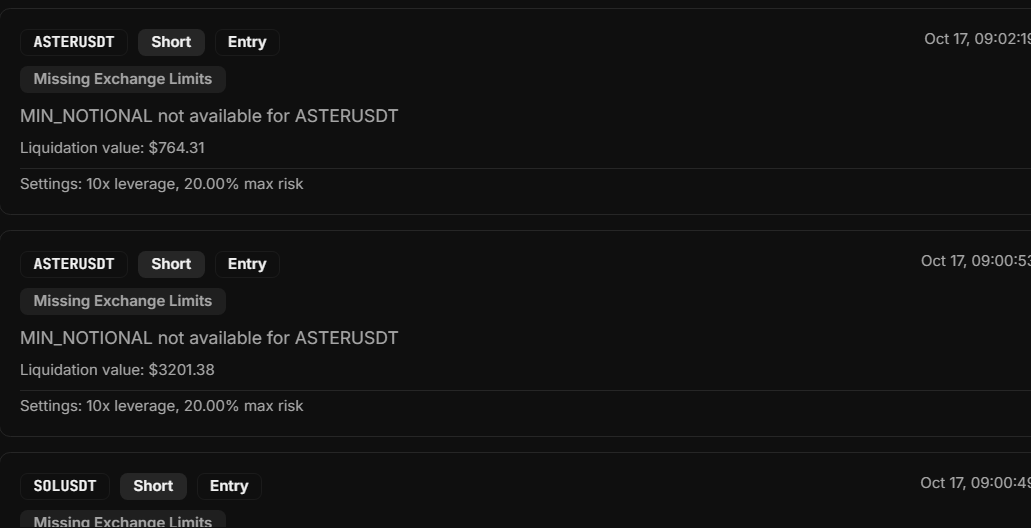 ASTERUSDT Short Entry Oct 17, 09:02:19
Missing Exchange Limits
MIN_NOTIONAL not available for ASTERUSDT
Liquidation value: $764.31
Settings: 10x leverage, 20.00% max risk
ASTERUSDT Short Entry Oct 17, 09:00:53
Missing Exchange Limits
MIN_NOTIONAL not available for ASTERUSDT
Liquidation value: $3201.38
Settings: 10x leverage, 20.00% max risk
SOLUSDT Short Entry Oct 17, 09:00:49
Missing Exchange Limits